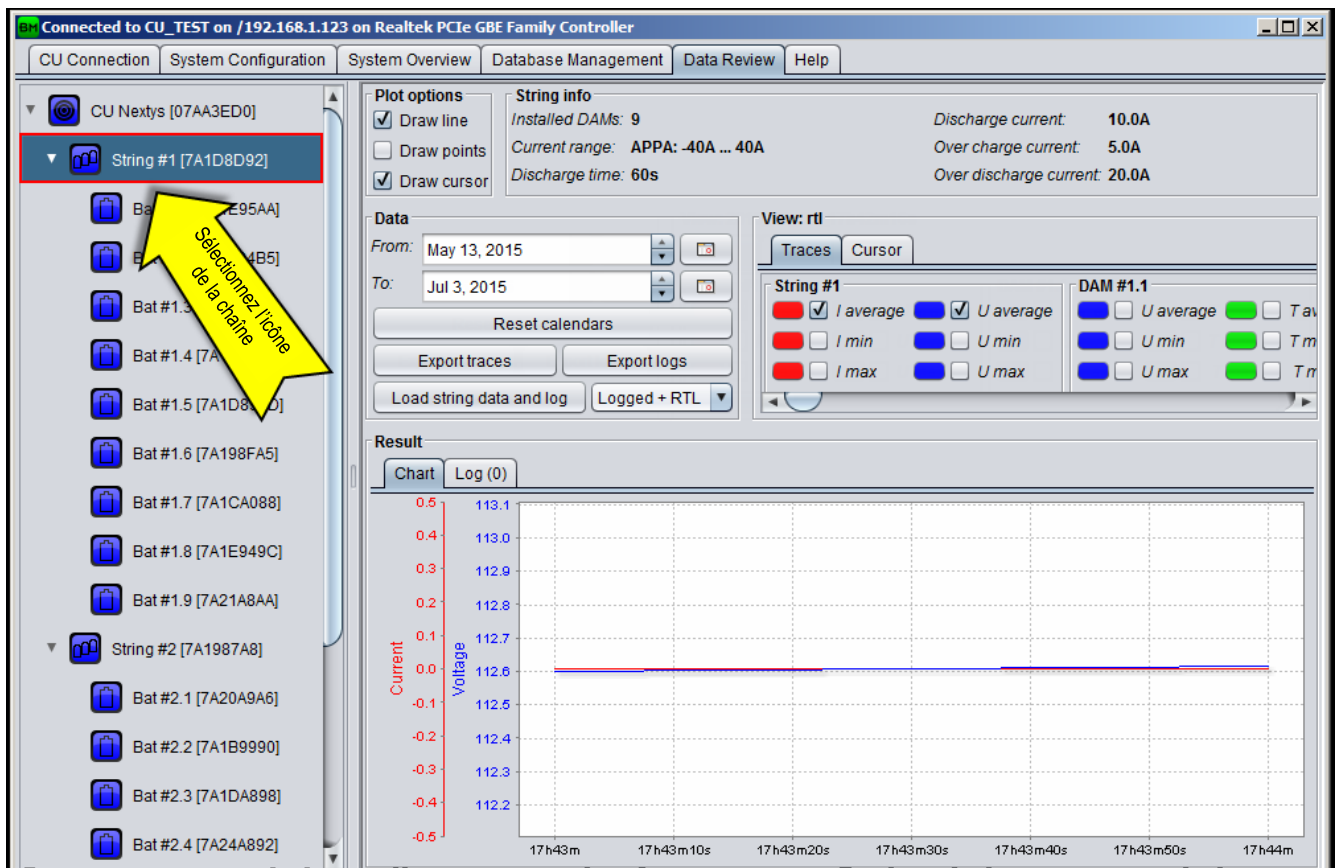 BM Connected to CU_TEST on /192.168.1.123 on Realtek PCIe GBE Family Controller
CU Connection System Configuration System Overview Database Management Data Review Help
CU Nextys [07AA3ED0]
String #1 [7A1D8D92]
E95AA]
4B5]
Bat #1.3
Bat #1.4 [7A
Bat #1.5 [7A1D8
Bat #1.6 [7A198FA5]
Bat #1.7 [7A1CA088]
Bat #1.8 [7A1E949C]
Bat #1.9 [7A21A8AA]
String #2 [7A1987A8]
Bat #2.1 [7A20A9A6]
Bat #2.2 [7A1B9990]
Bat #2.3 [7A1DA898]
Bat #2.4 [7A24A892]
Sélectionnez l'icône
de la chaîne
Plot options
Draw line
Draw points
Draw cursor
String info
Installed DAMs: 9
Current range: APPA: -40A ... 40A
Discharge time: 60s
Discharge current: 10.0A
Over charge current: 5.0A
Over discharge current: 20.0A
Data
From: May 13, 2015
To: Jul 3, 2015
Reset calendars
Export traces Export logs
Load string data and log Logged + RTL
View: rtl
Traces Cursor
String #1
I average U average
I min U min
I max U max
DAM #1.1
U average T av
U min T m
U max T m
Result
Chart Log (0)
Current
0.5
0.4
0.3
0.2
0.1
0.0
-0.1
-0.2
-0.3
-0.4
-0.5
Voltage
113.1
113.0
112.9
112.8
112.7
112.6
112.5
112.4
112.3
112.2
17h43m 17h43m10s 17h43m20s 17h43m30s 17h43m40s 17h43m50s 17h44m